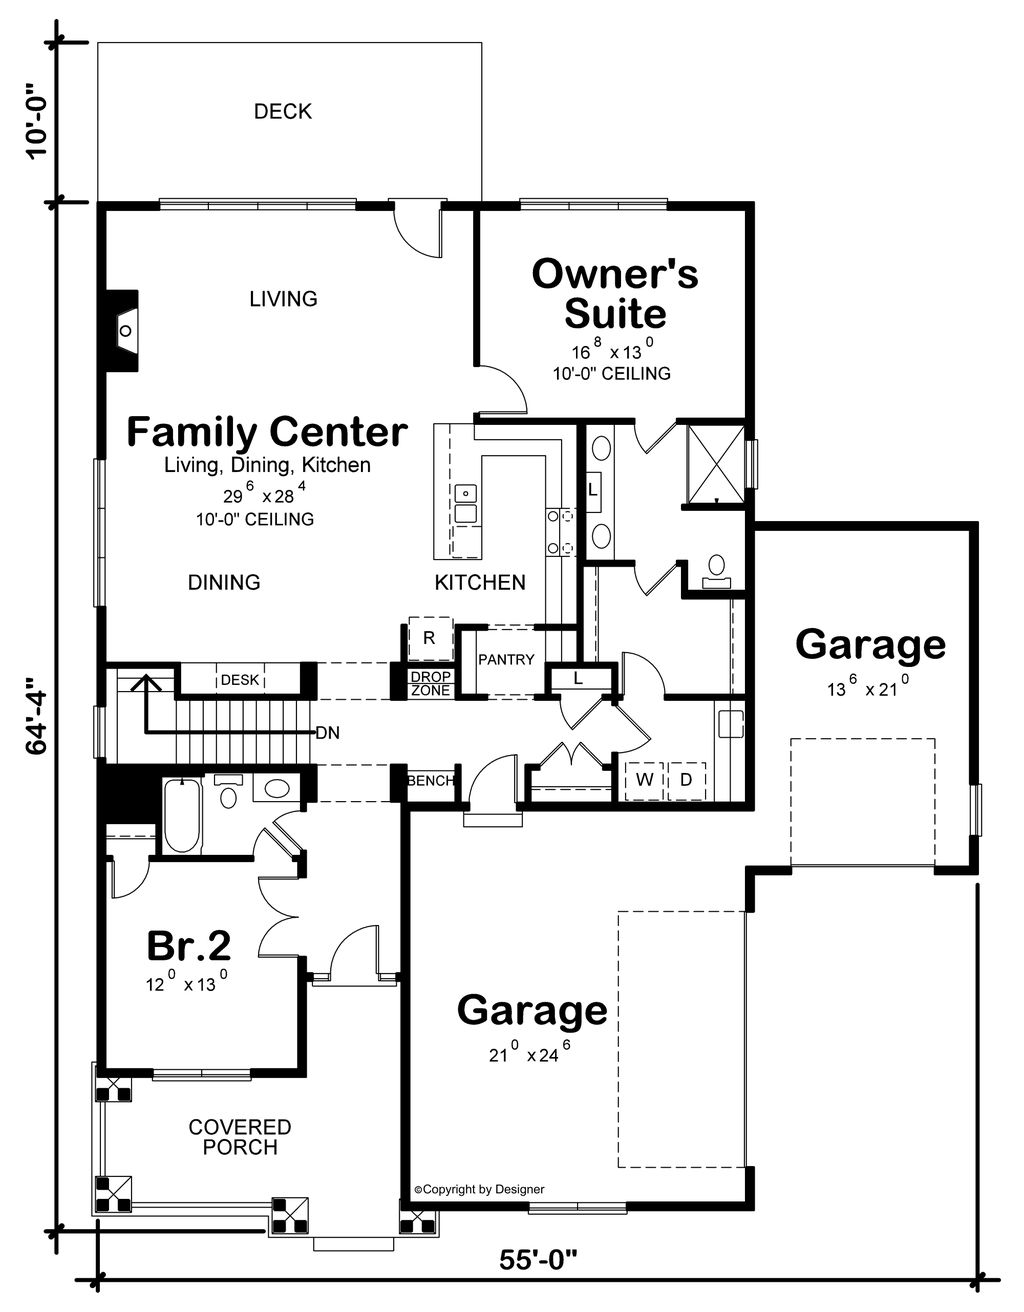 10'-0"
DECK
LIVING
Owner's
Suite
16 8 x 13 0
10'-0" CEILING
Family Center
Living, Dining, Kitchen
29 6 x 28 4
10'-0" CEILING
L
DINING
KITCHEN
R
PANTRY
DESK
DROP
ZONE
L
Garage
13 6 x 21 0
64'-4"
DN
BENCH
W
D
Br.2
12 0 x 13 0
Garage
21 0 x 24 6
COVERED
PORCH
©Copyright by Designer
55'-0"